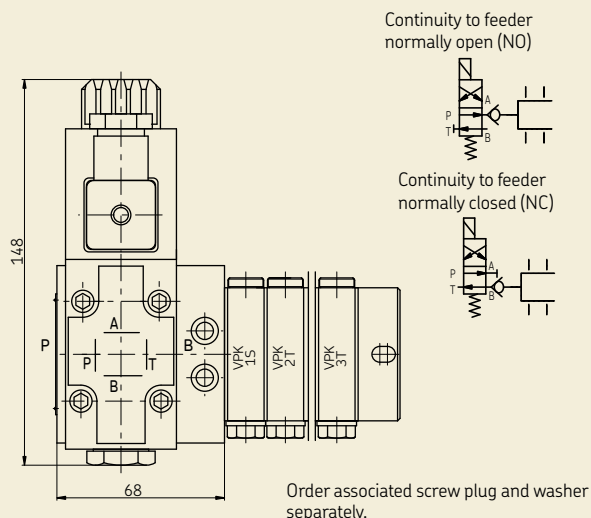 Continuity to feeder
normally open (NO)
A
P
T
B
Continuity to feeder
normally closed (NC)
P
A
T
B
148
A
P
P
T
B
B
VPK
1S
VPK
2T
VPK
3T
68
Order associated screw plug and washer
separately.